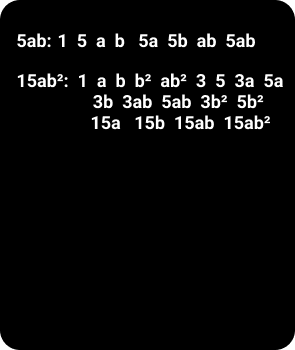 5ab: 1 5 a b 5a 5b ab 5ab
15ab²: 1 a b b² ab² 3 5 3a 5a
3b 3ab 5ab 3b² 5b²
15a 15b 15ab 15ab²